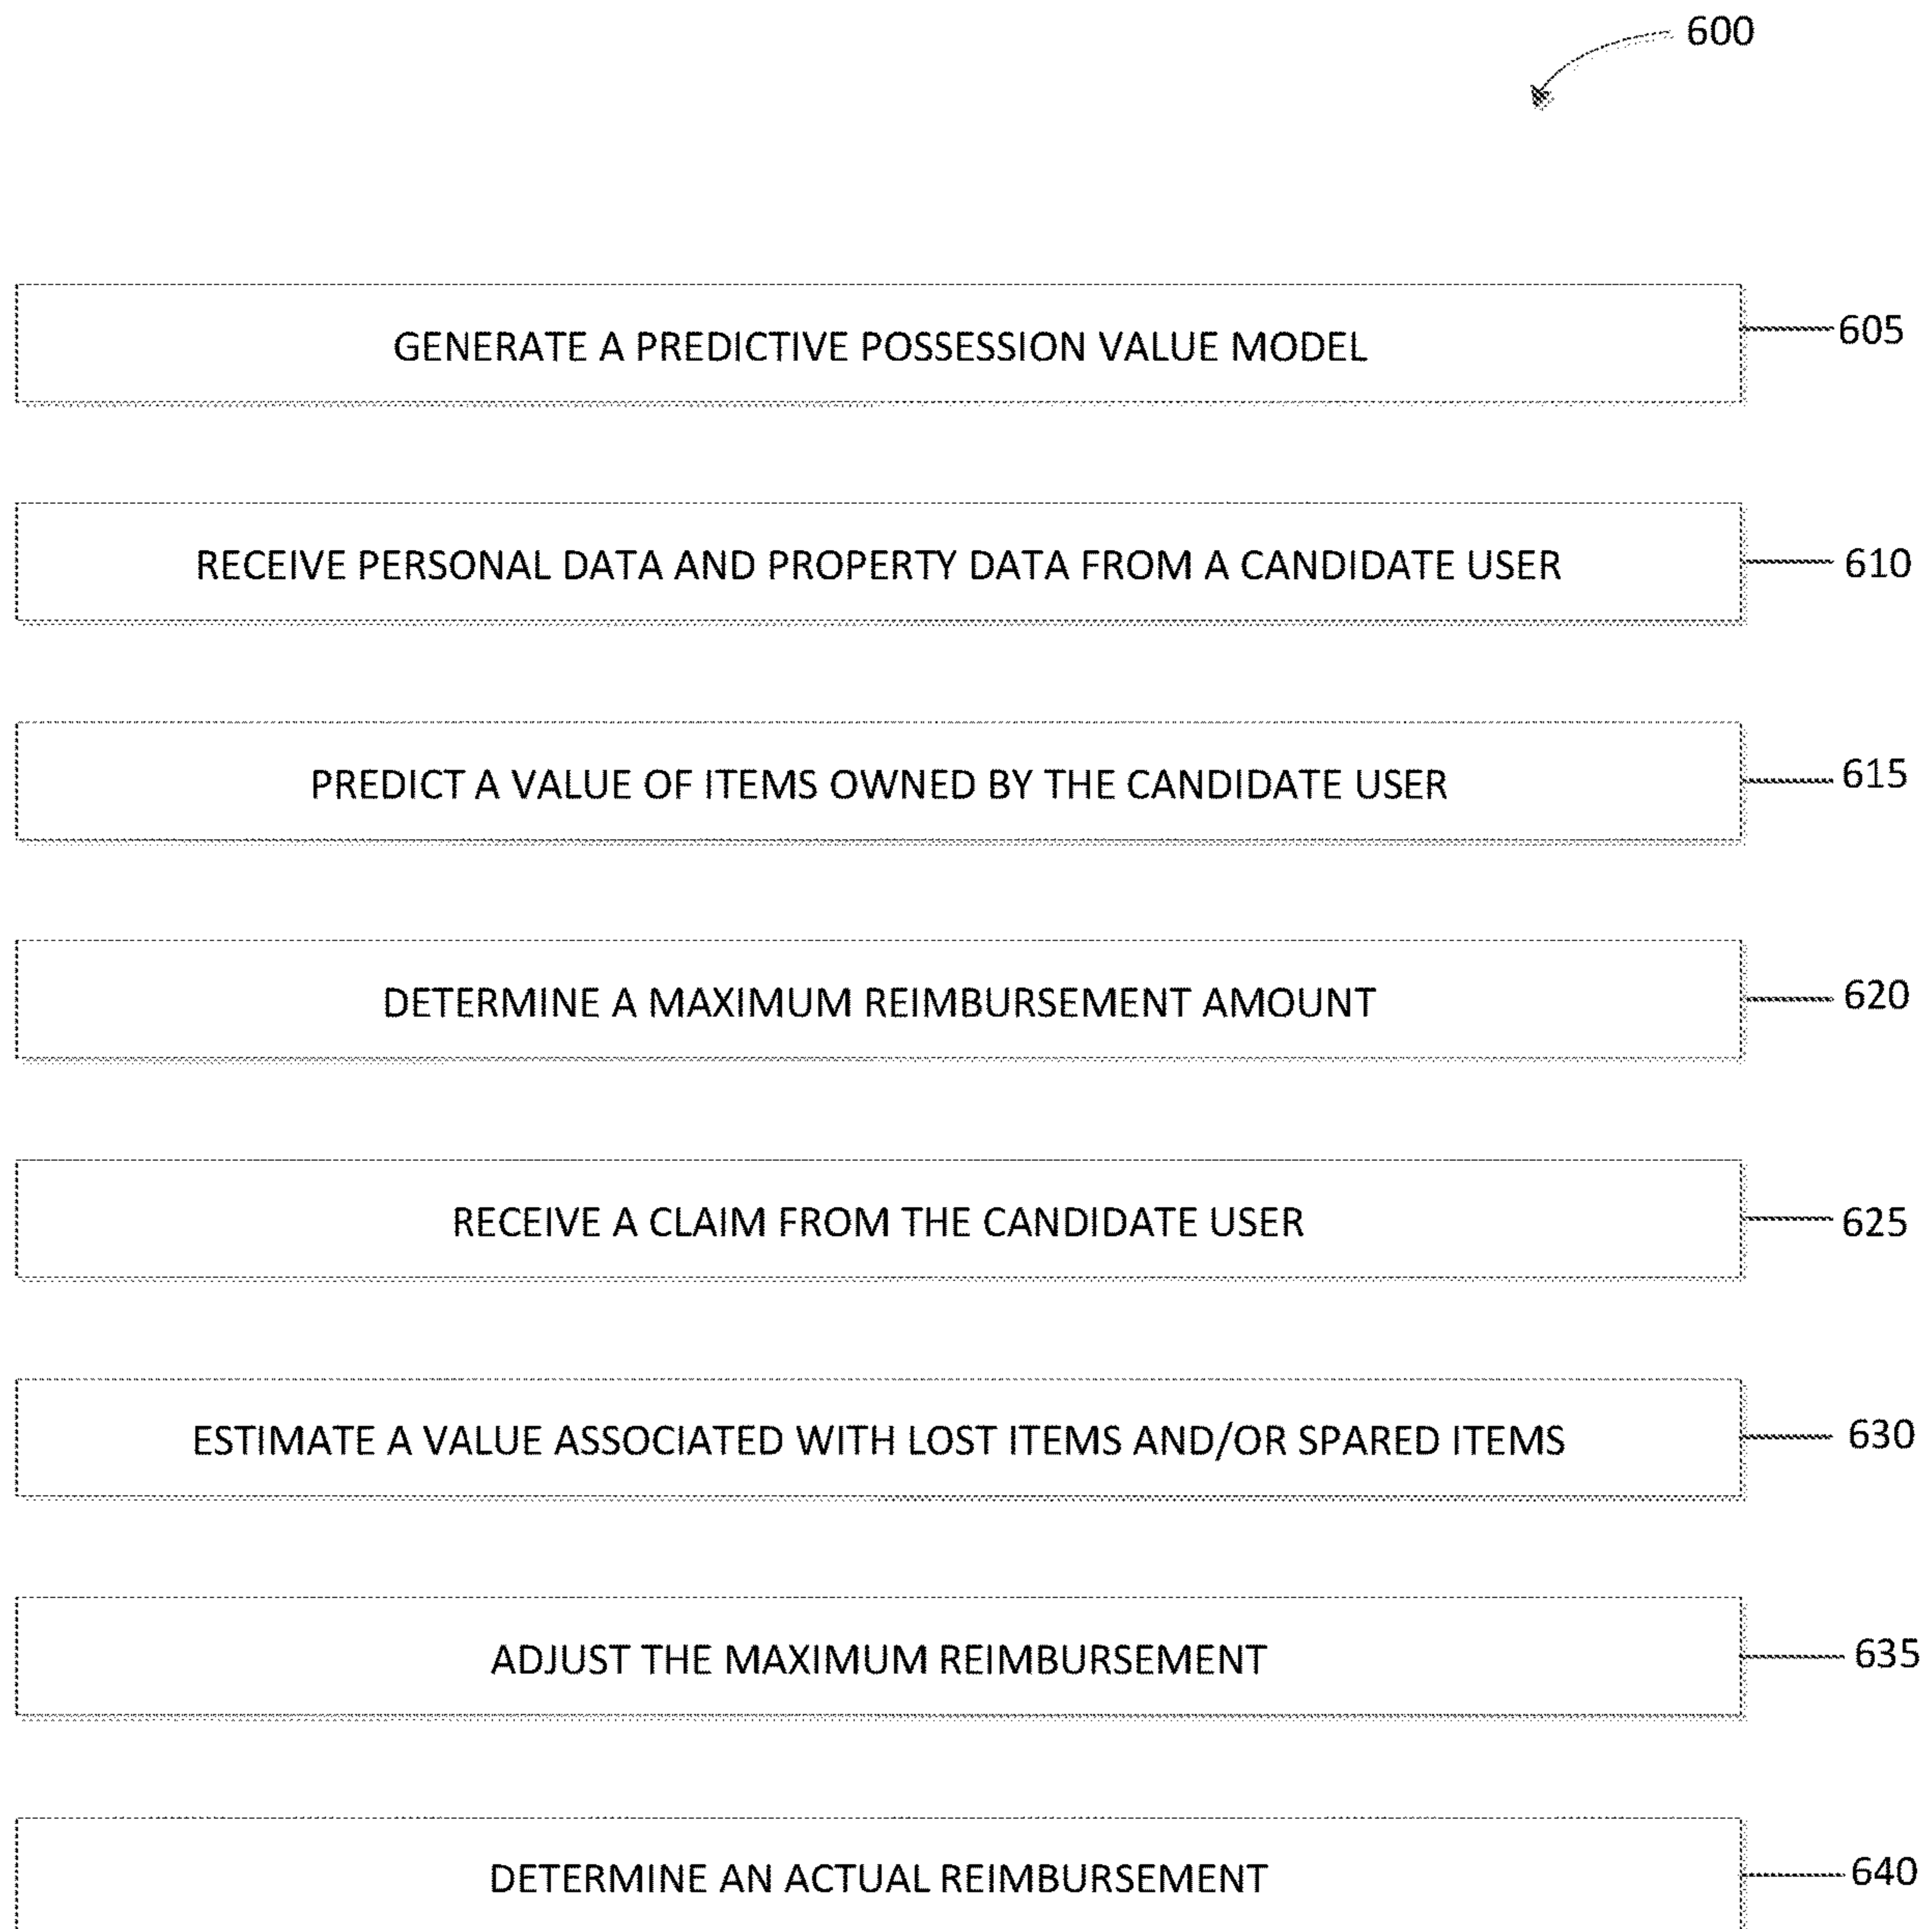 600
GENERATE A PREDICTIVE POSSESSION VALUE MODEL 605
RECEIVE PERSONAL DATA AND PROPERTY DATA FROM A CANDIDATE USER 610
PREDICT A VALUE OF ITEMS OWNED BY THE CANDIDATE USER 615
DETERMINE A MAXIMUM REIMBURSEMENT AMOUNT 620
RECEIVE A CLAIM FROM THE CANDIDATE USER 625
ESTIMATE A VALUE ASSOCIATED WITH LOST ITEMS AND/OR SPARED ITEMS 630
ADJUST THE MAXIMUM REIMBURSEMENT 635
DETERMINE AN ACTUAL REIMBURSEMENT 640